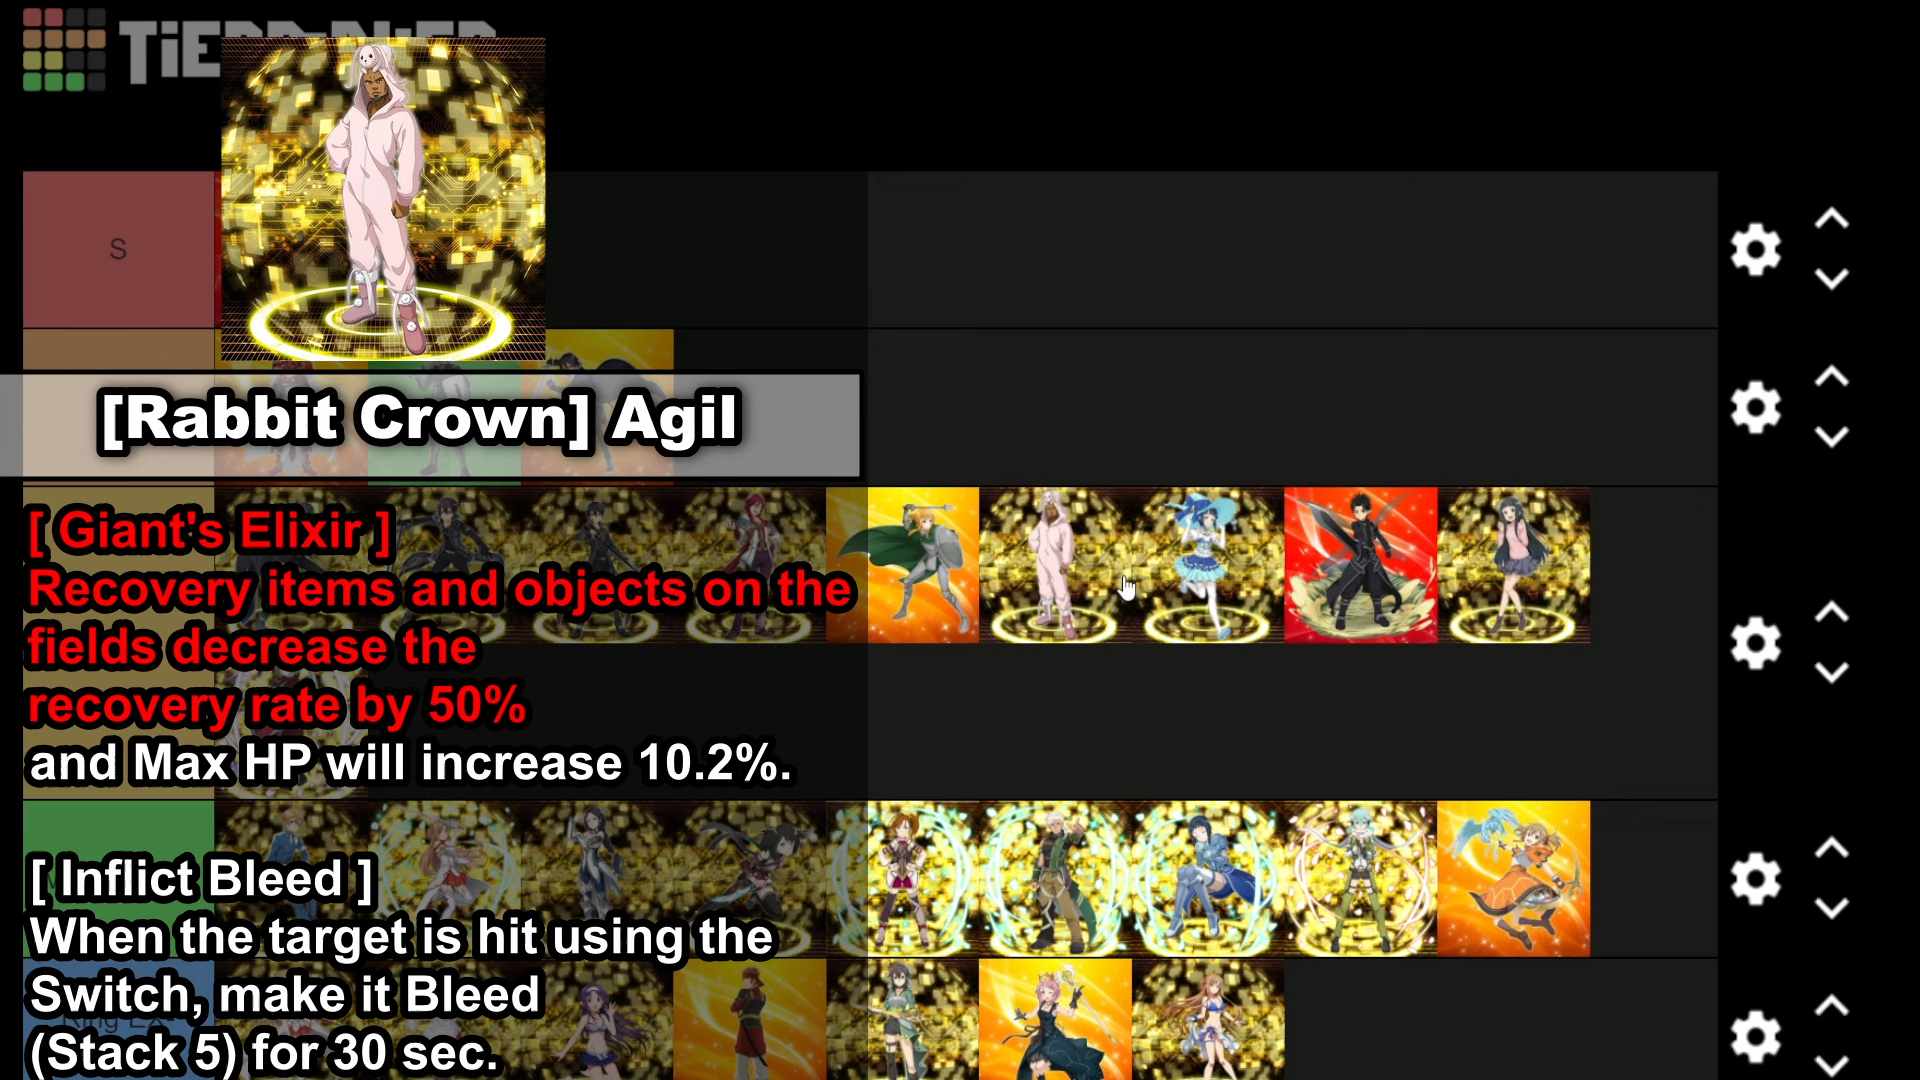 S
[Rabbit Crown] Agil
[ Giant's Elixir ]
Recovery items and objects on the
fields decrease the
recovery rate by 50%
and Max HP will increase 10.2%.
[ Inflict Bleed ]
When the target is hit using the
Switch, make it Bleed
(Stack 5) for 30 sec.